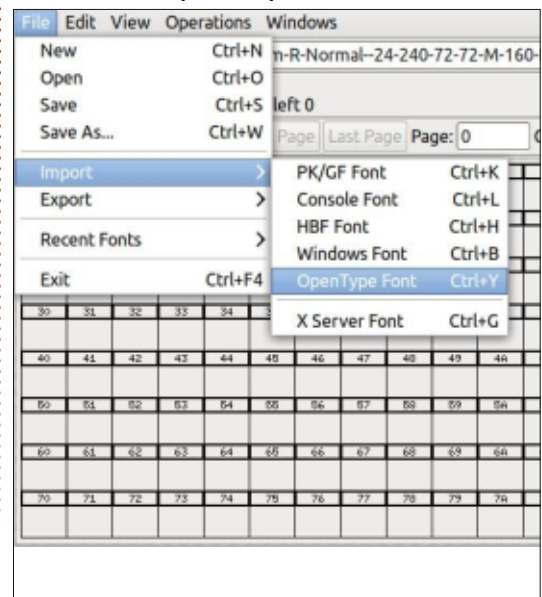 File Edit View Operations Windows
New Ctrl+N
Open Ctrl+O
Save Ctrl+S
Save As... Ctrl+W
Import >
Export >
Recent Fonts >
Exit Ctrl+F4
m-R-Normal--24-240-72-72-M-160-
left 0
Page Last Page Page: 0
PK/GF Font Ctrl+K
Console Font Ctrl+L
HBF Font Ctrl+H
Windows Font Ctrl+B
OpenType Font Ctrl+Y
X Server Font Ctrl+G
30 31 32 33 34
40 41 42 43 44 45 46 47 48 49 4A
50 51 52 53 54 55 56 57 58 59 5A
60 61 62 63 64 65 66 67 68 69 6A
70 71 72 73 74 75 76 77 78 79 7A